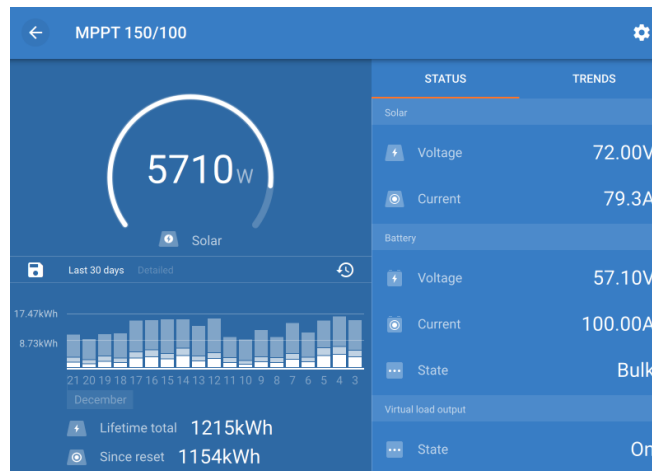 MPPT 150/100
5710W
Solar
Last 30 days Detailed
17.47kWh
8.73kWh
21 20 19 18 17 16 15 14 13 12 11 10 9 8 7 6 5 4 3
December
Lifetime total 1215kWh
Since reset 1154kWh
STATUS TRENDS
Solar
Voltage 72.00V
Current 79.3A
Battery
Voltage 57.10V
Current 100.00A
State Bulk
Virtual load output
State On